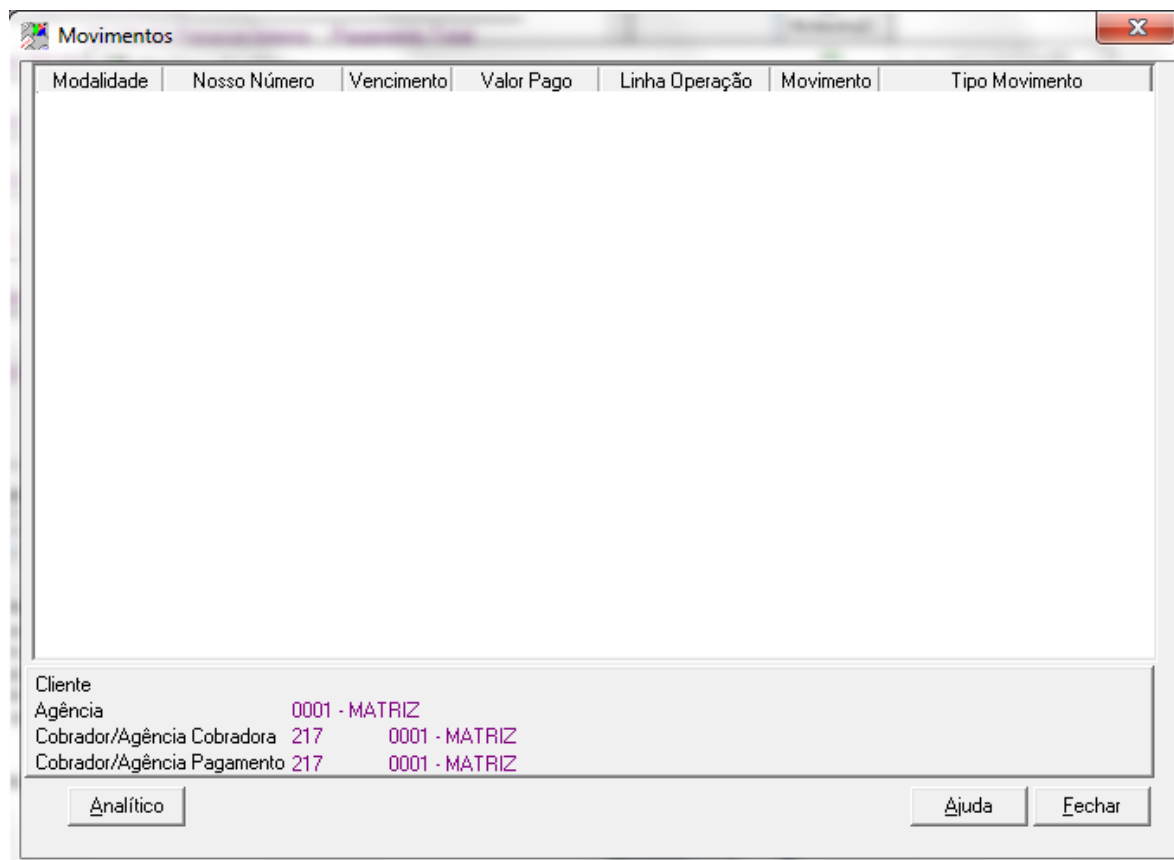 Movimentos
Modalidade Nosso Número Vencimento Valor Pago Linha Operação Movimento Tipo Movimento
Cliente
Agência 0001 - MATRIZ
Cobrador/Agência Cobradora 217 0001 - MATRIZ
Cobrador/Agência Pagamento 217 0001 - MATRIZ
Analítico Ajuda Fechar